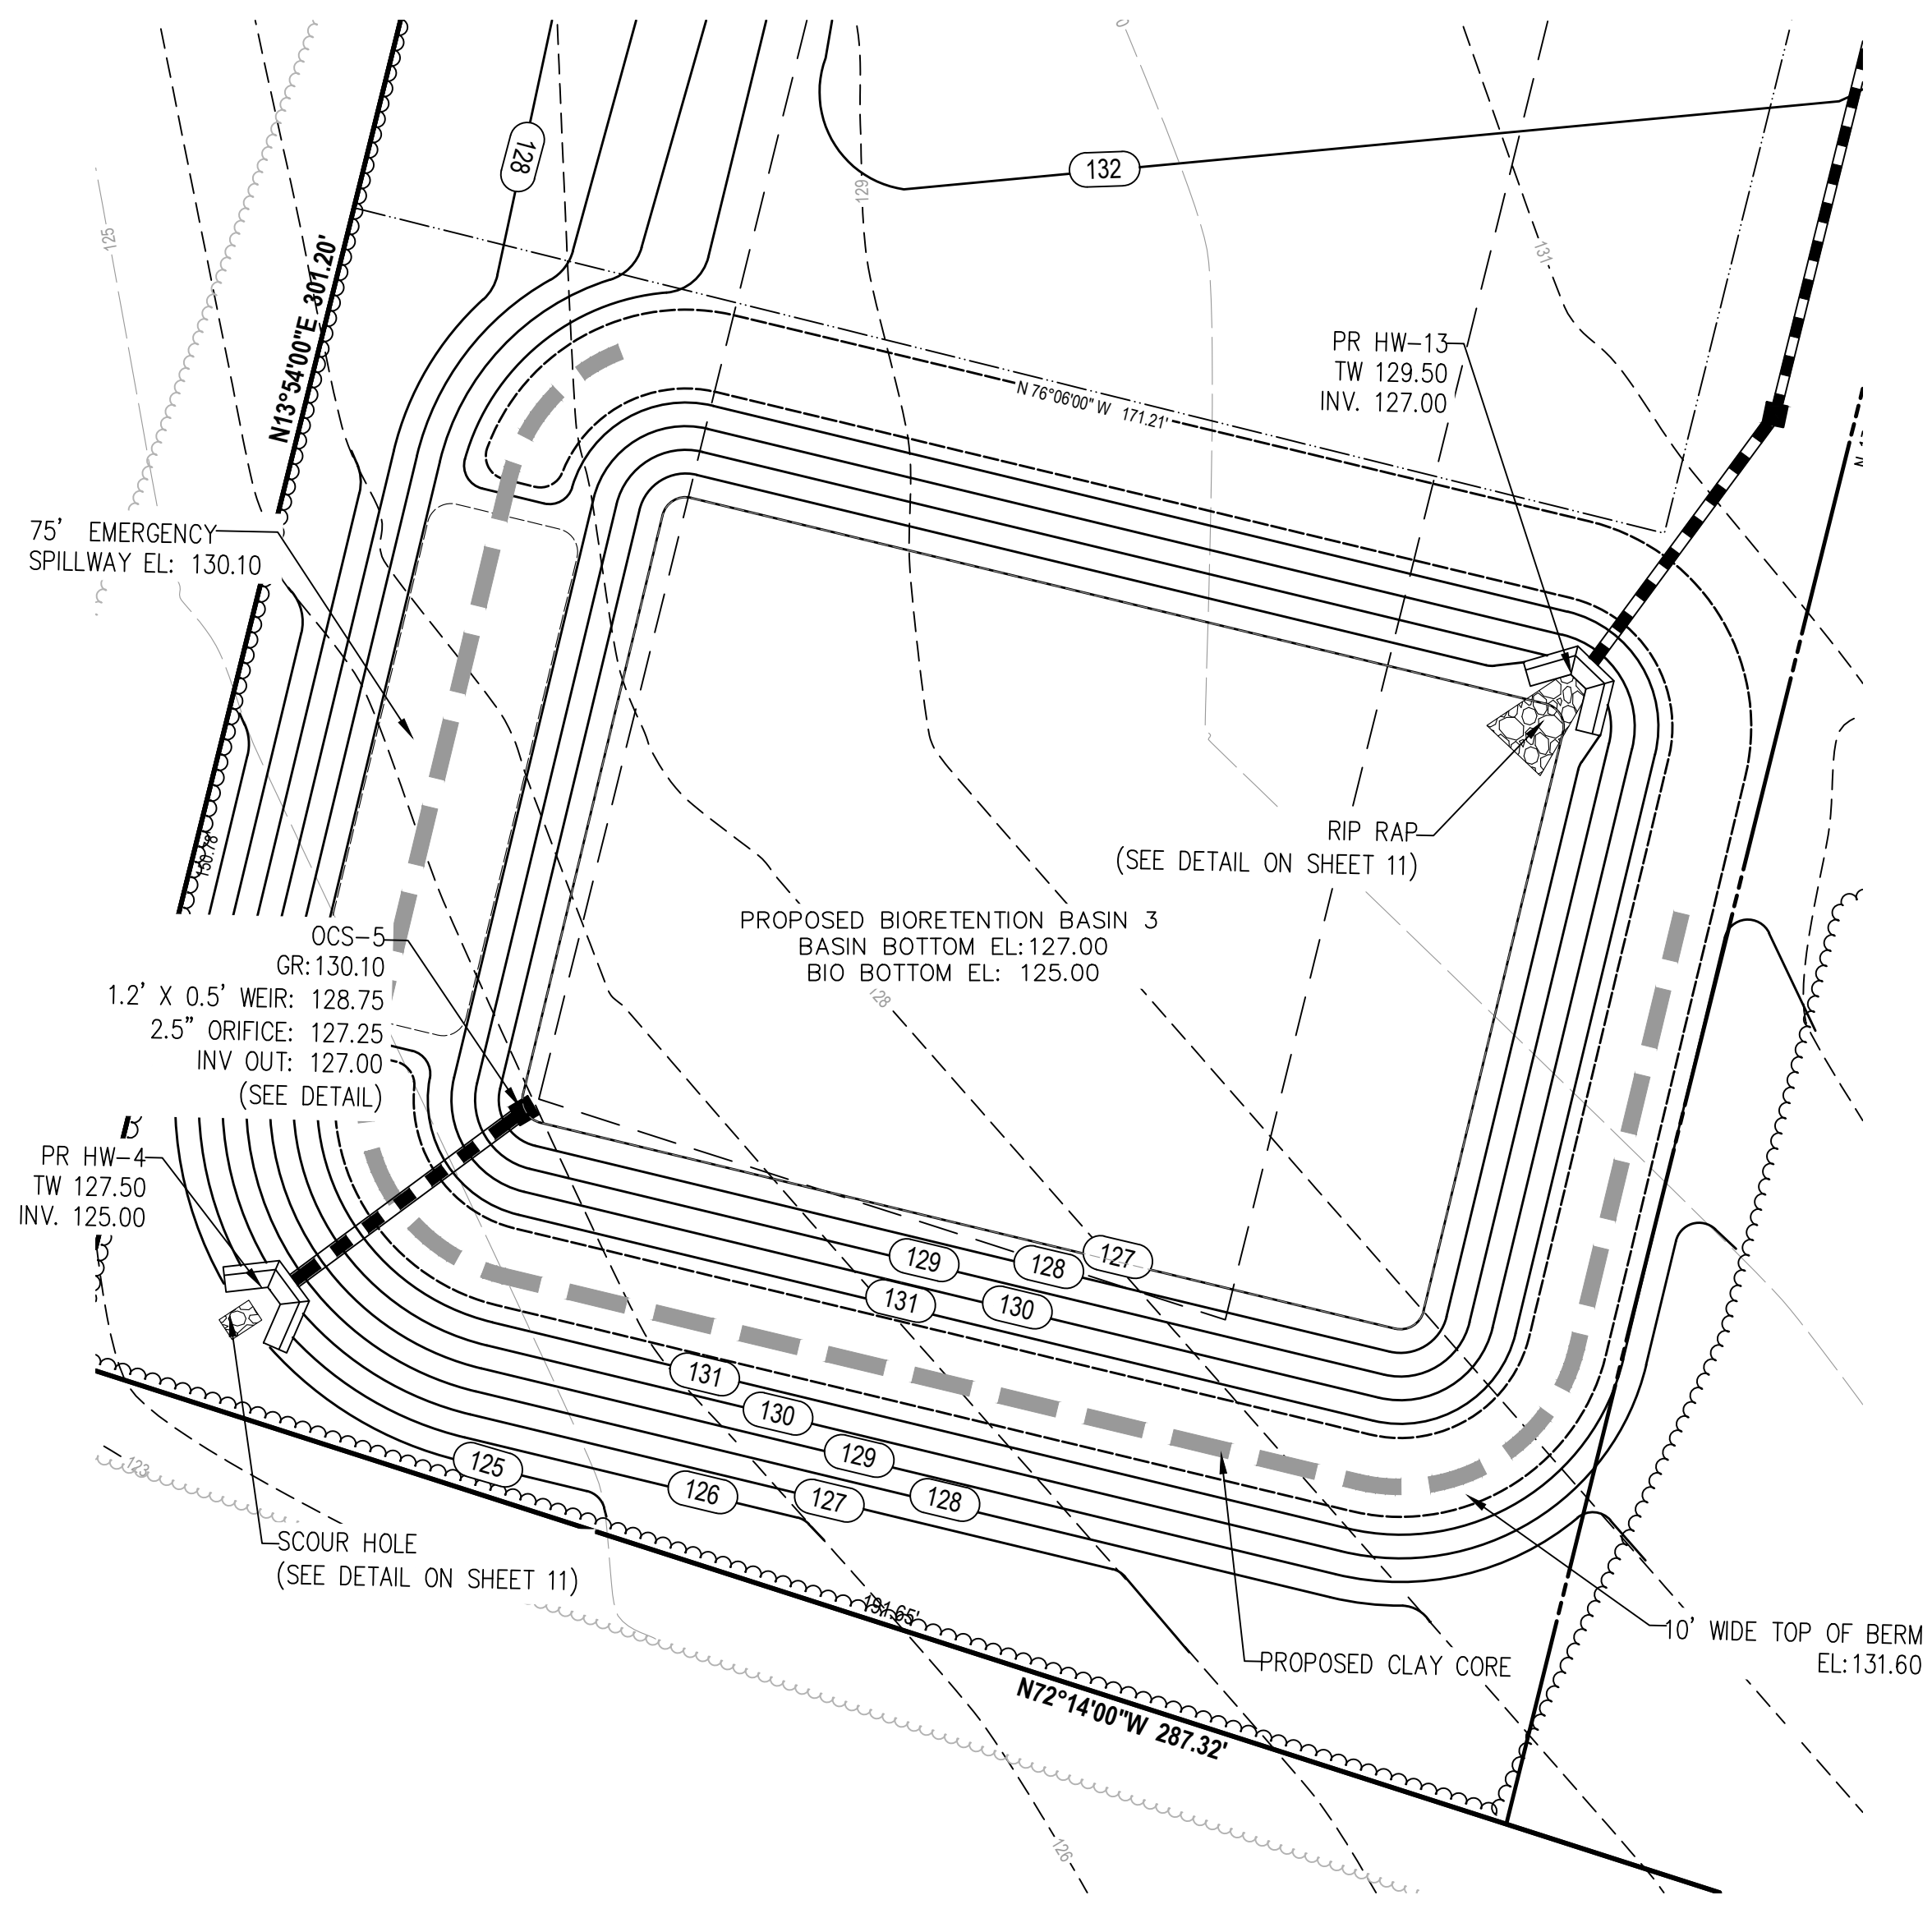 128
132
129
125
131
N13°54'00"E 301.20'
PR HW-13
TW 129.50
INV. 127.00
N 76°06'00" W 171.21'
75' EMERGENCY
SPILLWAY EL: 130.10
RIP RAP
(SEE DETAIL ON SHEET 11)
150.78'
PROPOSED BIORETENTION BASIN 3
BASIN BOTTOM EL:127.00
BIO BOTTOM EL: 125.00
OCS-5
GR:130.10
1.2' X 0.5' WEIR: 128.75
2.5" ORIFICE: 127.25
INV OUT: 127.00
(SEE DETAIL)
128
PR HW-4
TW 127.50
INV. 125.00
129
128
127
131
130
131
130
129
125
126
127
128
123
SCOUR HOLE
(SEE DETAIL ON SHEET 11)
191.65'
10' WIDE TOP OF BERM
EL:131.60
PROPOSED CLAY CORE
N72°14'00"W 287.32'
126